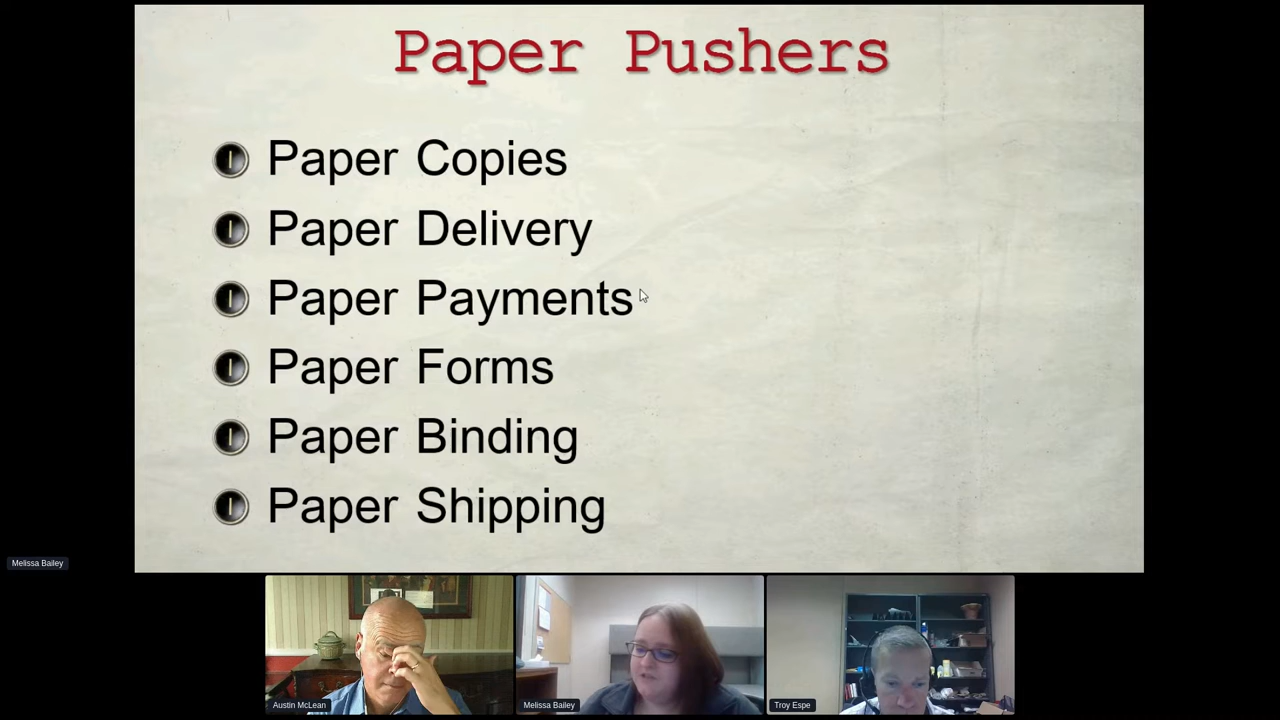 Paper Pushers
Paper Copies
Paper Delivery
Paper Payments
Paper Forms
Paper Binding
Paper Shipping
Melissa Bailey
Austin McLean
Melissa Bailey
Troy Espe